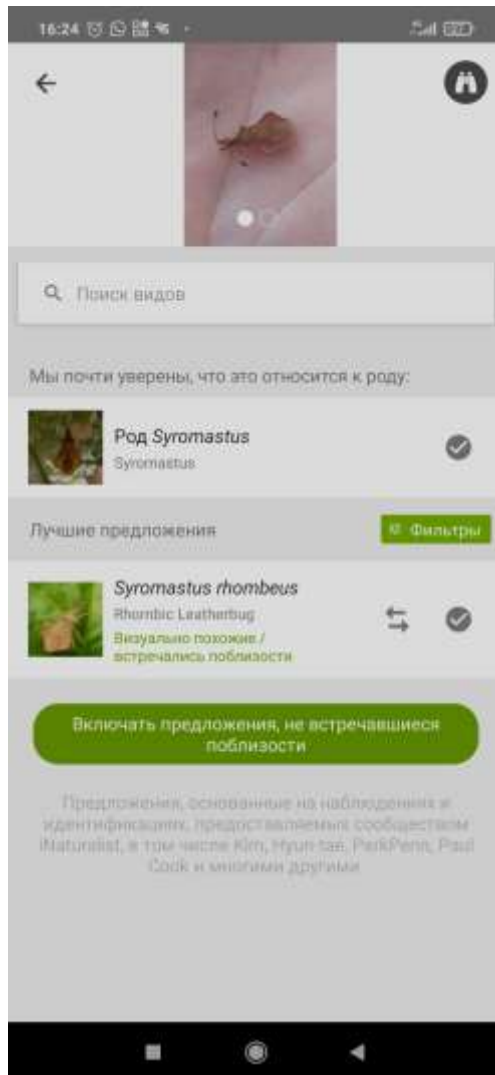 16:24
Поиск видов
Мы почти уверены, что это относится к роду:
Род Syromastus
Syromastus
Лучшие предложения
Фильтры
Syromastus rhombeus
Rhombic Leatherbug
Визуально похожие /
встречались поблизости
Включать предложения, не встречавшиеся
поблизости
Предложения, основанные на наблюдениях и
идентификациях, предоставляемых сообществом
iNaturalist, в том числе Kim, Hyun-tae, ParkPenn, Paul
Cook и многими другими